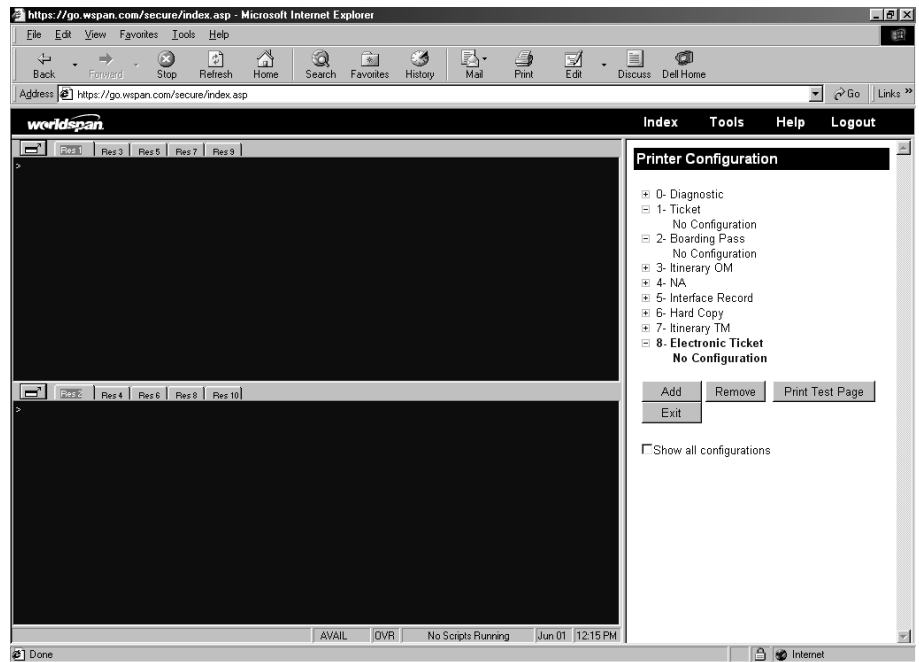 https://go.wspan.com/secure/index.asp - Microsoft Internet Explorer
File Edit View Favorites Tools Help
Back Forward Stop Refresh Home Search Favorites History Mail Print Edit Discuss Dell Home
Address https://go.wspan.com/secure/index.asp Go Links »
worldspan. Index Tools Help Logout
Res 1 Res 3 Res 5 Res 7 Res 9
>
Printer Configuration
0- Diagnostic
1- Ticket
No Configuration
2- Boarding Pass
No Configuration
3- Itinerary OM
4- NA
5- Interface Record
6- Hard Copy
7- Itinerary TM
8- Electronic Ticket
No Configuration
Add Remove Print Test Page
Exit
Show all configurations
Res 2 Res 4 Res 6 Res 8 Res 10
>
AVAIL OVR No Scripts Running Jun 01 12:15 PM
Done Internet